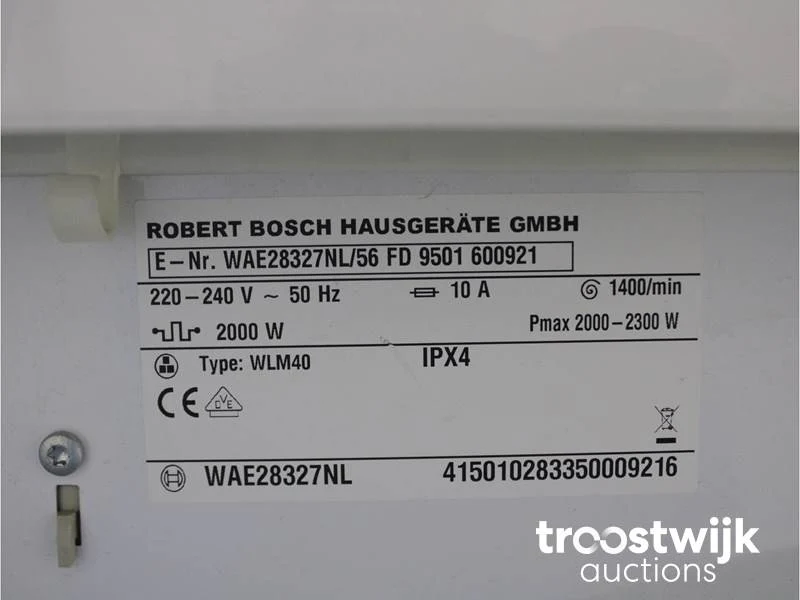 ROBERT BOSCH HAUSGERÄTE GMBH
E-Nr. WAE28327NL/56 FD 9501 600921
220-240 V ~ 50 Hz 10 A 1400/min
2000 W Pmax 2000-2300 W
Type: WLM40 IPX4
CE DVE
WAE28327NL 415010283350009216
troostwijk
auctions